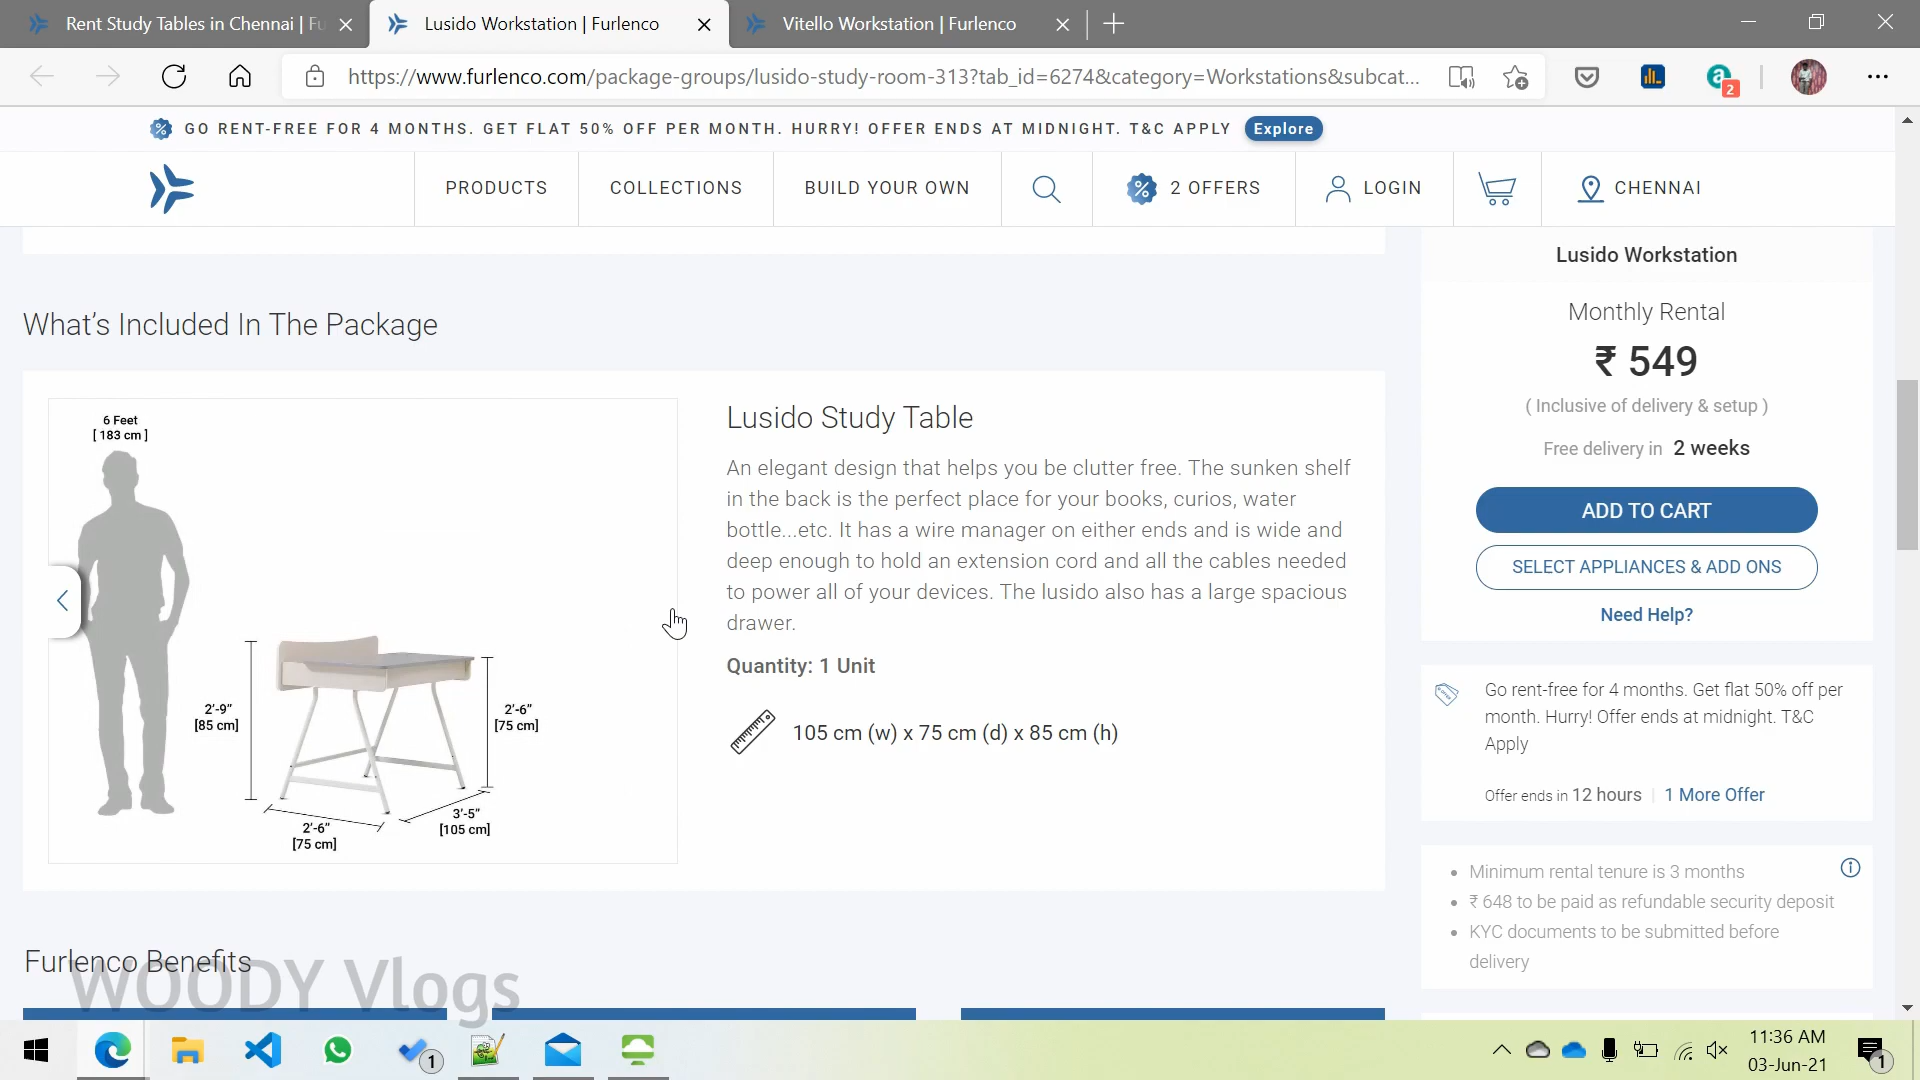 Rent Study Tables in Chennai | Fu
Lusido Workstation | Furlenco
Vitello Workstation | Furlenco
https://www.furlenco.com/package-groups/lusido-study-room-313?tab_id=6274&category=Workstations&subcat...
2
GO RENT-FREE FOR 4 MONTHS. GET FLAT 50% OFF PER MONTH. HURRY! OFFER ENDS AT MIDNIGHT. T&C APPLY
Explore
PRODUCTS
COLLECTIONS
BUILD YOUR OWN
2 OFFERS
LOGIN
CHENNAI
What's Included In The Package
6 Feet
[ 183 cm ]
2'-9"
[85 cm]
2'-6"
[75 cm]
2'-6"
[75 cm]
3'-5"
[105 cm]
Lusido Study Table
An elegant design that helps you be clutter free. The sunken shelf
in the back is the perfect place for your books, curios, water
bottle...etc. It has a wire manager on either ends and is wide and
deep enough to hold an extension cord and all the cables needed
to power all of your devices. The lusido also has a large spacious
drawer.
Quantity: 1 Unit
105 cm (w) x 75 cm (d) x 85 cm (h)
Lusido Workstation
Monthly Rental
₹ 549
( Inclusive of delivery & setup )
Free delivery in 2 weeks
ADD TO CART
SELECT APPLIANCES & ADD ONS
Need Help?
Go rent-free for 4 months. Get flat 50% off per
month. Hurry! Offer ends at midnight. T&C
Apply
Offer ends in 12 hours | 1 More Offer
• Minimum rental tenure is 3 months
• ₹ 648 to be paid as refundable security deposit
• KYC documents to be submitted before
delivery
Furlenco Benefits
WOODY Vlogs
1
11:36 AM
03-Jun-21
1